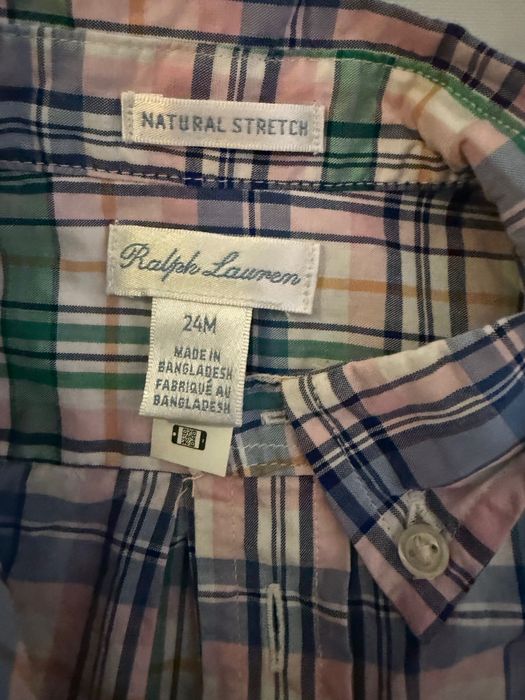 NATURAL STRETCH
Ralph Lauren
24M
MADE IN
BANGLADESH
FABRIQUÉ AU
BANGLADESH